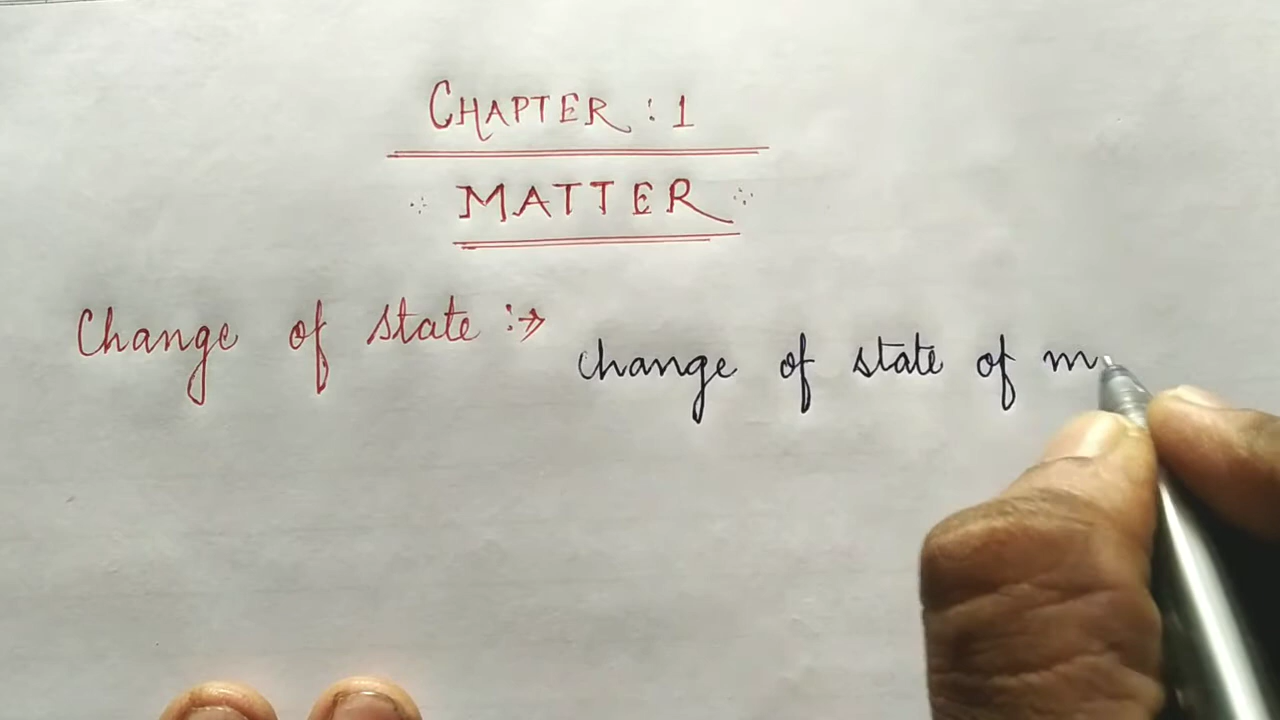 CHAPTER : 1
MATTER
Change of state :→ change of state of m